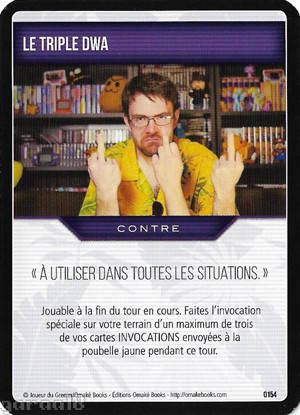 LE TRIPLE DWA
CONTRE
« À UTILISER DANS TOUTES LES SITUATIONS. »
Jouable à la fin du tour en cours. Faites l'invocation
spéciale sur votre terrain d'un maximum de trois
de vos cartes INVOCATIONS envoyées à la
poubelle jaune pendant ce tour.
© Joueur du Grenier/Omaké Books - Éditions Omaké Books - http://omakebooks.com/
0154